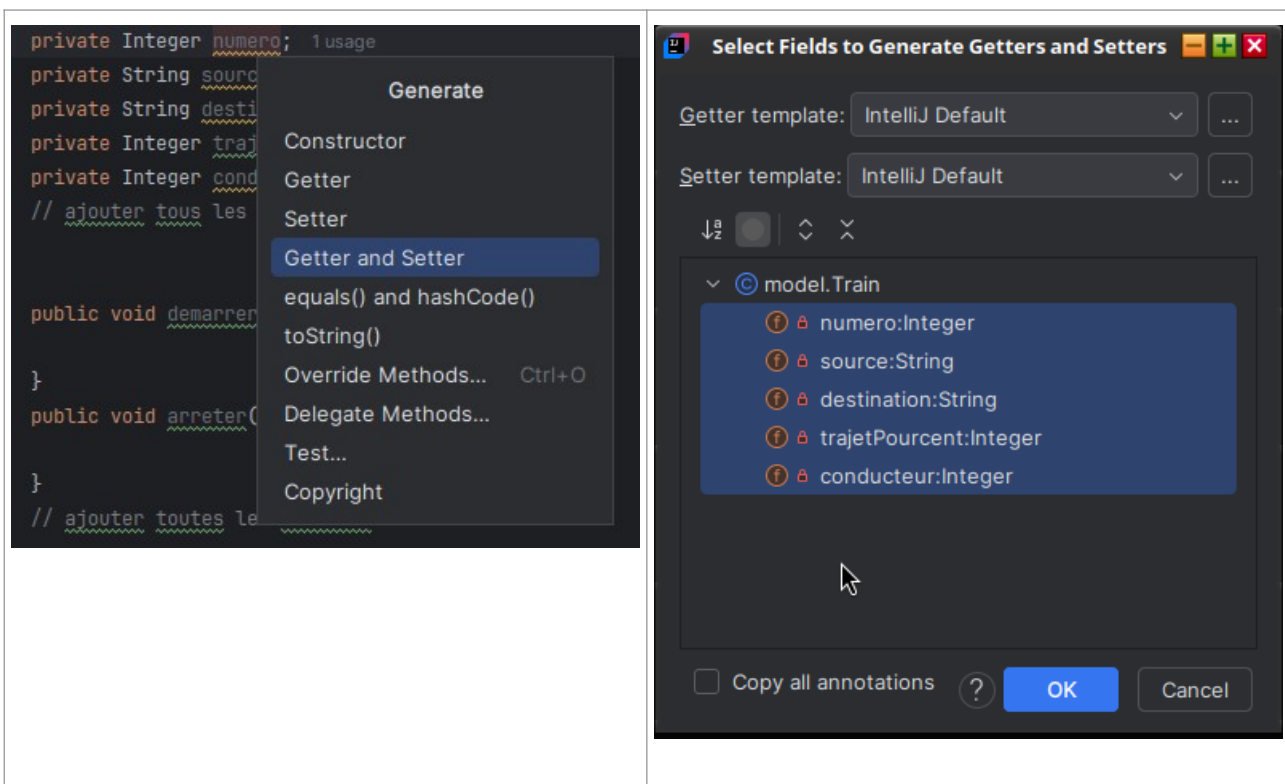 private Integer numero; 1 usage
private String sourc
private String desti
private Integer traj
private Integer cond
// ajouter tous les
public void demarrer
}
public void arreter(
}
// ajouter toutes le
Generate
Constructor
Getter
Setter
Getter and Setter
equals() and hashCode()
toString()
Override Methods... Ctrl+O
Delegate Methods...
Test...
Copyright
Select Fields to Generate Getters and Setters
Getter template: IntelliJ Default ...
Setter template: IntelliJ Default ...
model.Train
numero:Integer
source:String
destination:String
trajetPourcent:Integer
conducteur:Integer
Copy all annotations ? OK Cancel